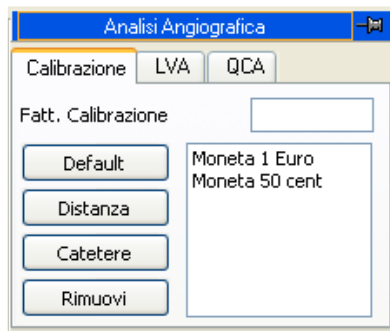 Analisi Angiografica
Calibrazione LVA QCA
Fatt. Calibrazione
Default
Distanza
Catetere
Rimuovi
Moneta 1 Euro
Moneta 50 cent